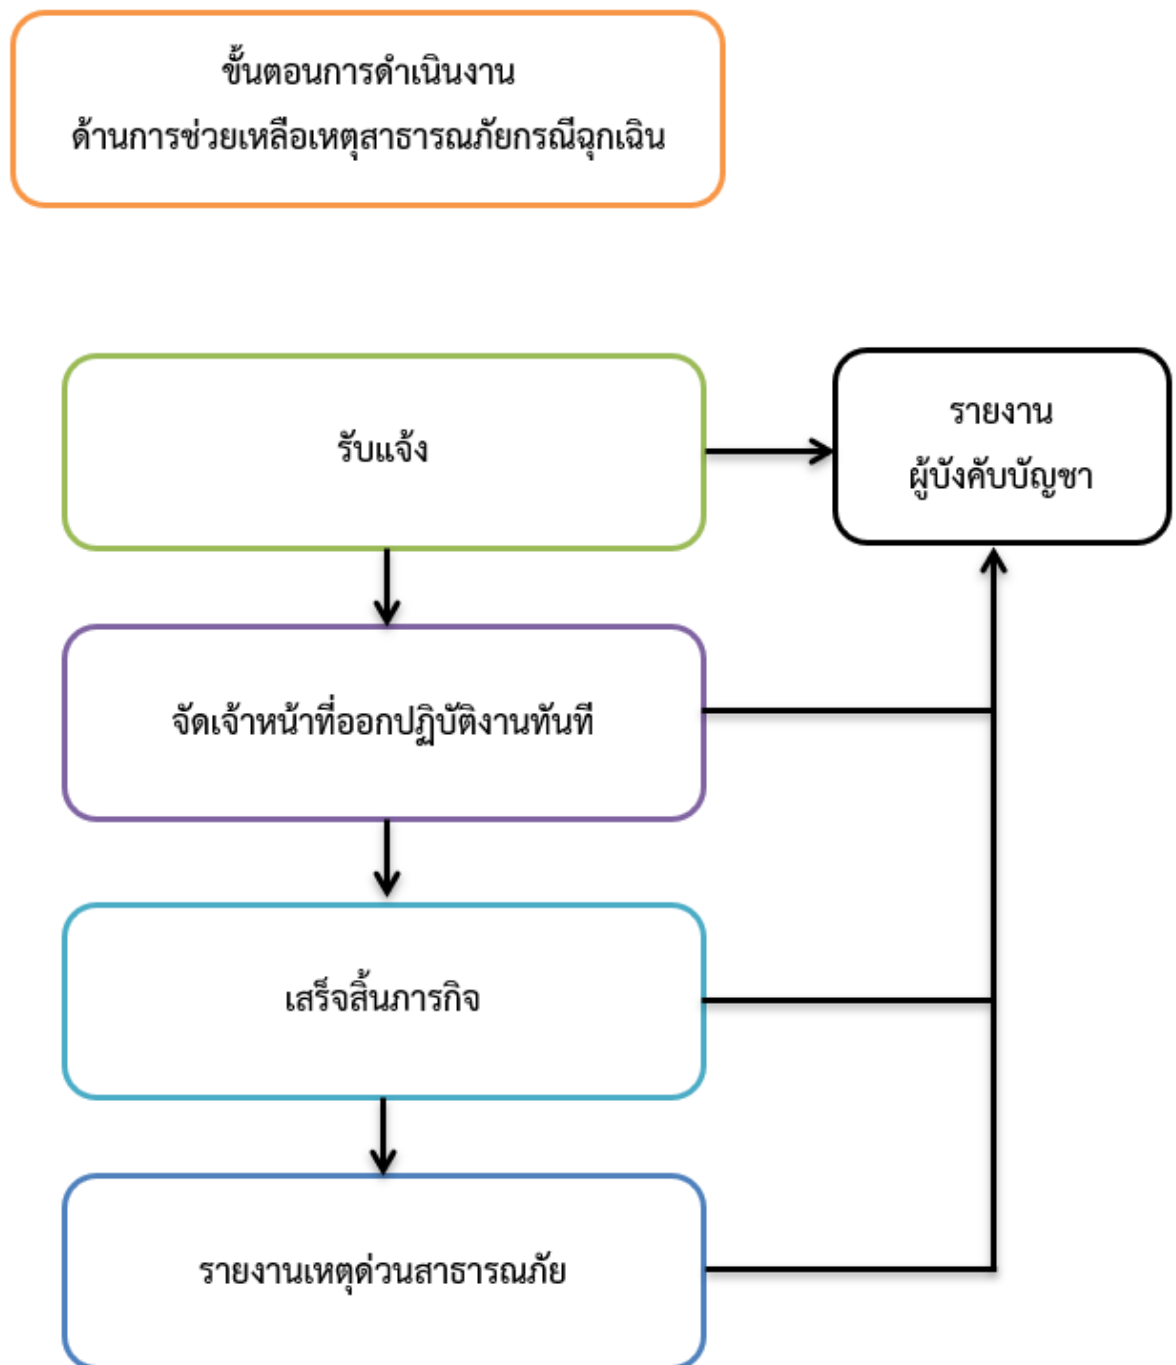 ขั้นตอนการดำเนินงาน
ด้านการช่วยเหลือเหตุสาธารณภัยกรณีฉุกเฉิน
รับแจ้ง
รายงาน
ผู้บังคับบัญชา
จัดเจ้าหน้าที่ออกปฏิบัติงานทันที
เสร็จสิ้นภารกิจ
รายงานเหตุด่วนสาธารณภัย